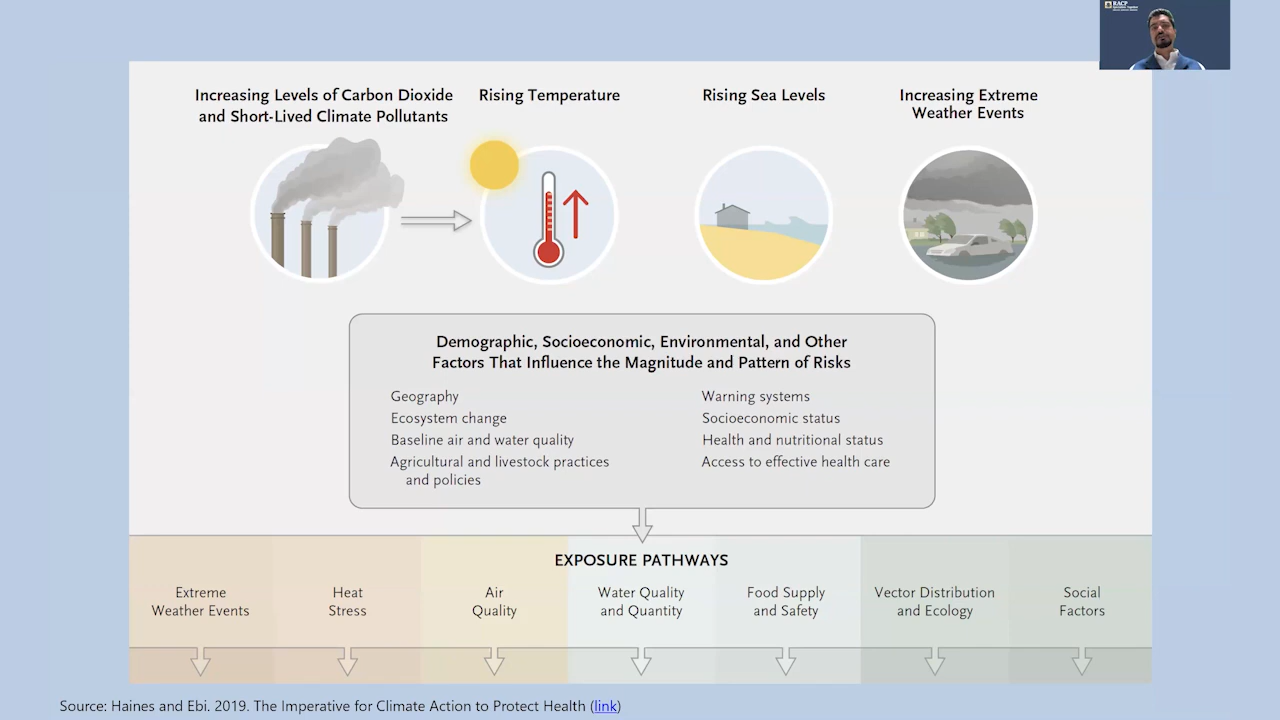 RACP
Increasing Levels of Carbon Dioxide
and Short-Lived Climate Pollutants
Rising Temperature
Rising Sea Levels
Increasing Extreme
Weather Events
Demographic, Socioeconomic, Environmental, and Other
Factors That Influence the Magnitude and Pattern of Risks
Geography
Ecosystem change
Baseline air and water quality
Agricultural and livestock practices
and policies
Warning systems
Socioeconomic status
Health and nutritional status
Access to effective health care
EXPOSURE PATHWAYS
Extreme
Weather Events
Heat
Stress
Air
Quality
Water Quality
and Quantity
Food Supply
and Safety
Vector Distribution
and Ecology
Social
Factors
Source: Haines and Ebi. 2019. The Imperative for Climate Action to Protect Health (link)